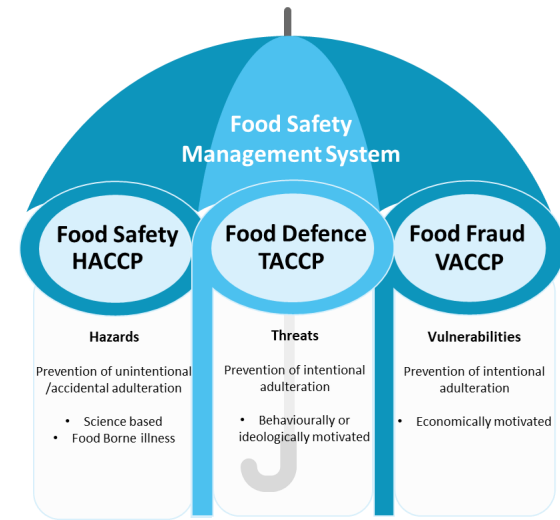 Food Safety
Management System
Food Safety
HACCP
Food Defence
TACCP
Food Fraud
VACCP
Hazards
Prevention of unintentional
/accidental adulteration
• Science based
• Food Borne illness
Threats
Prevention of intentional
adulteration
• Behaviourally or
ideologically motivated
Vulnerabilities
Prevention of intentional
adulteration
• Economically motivated